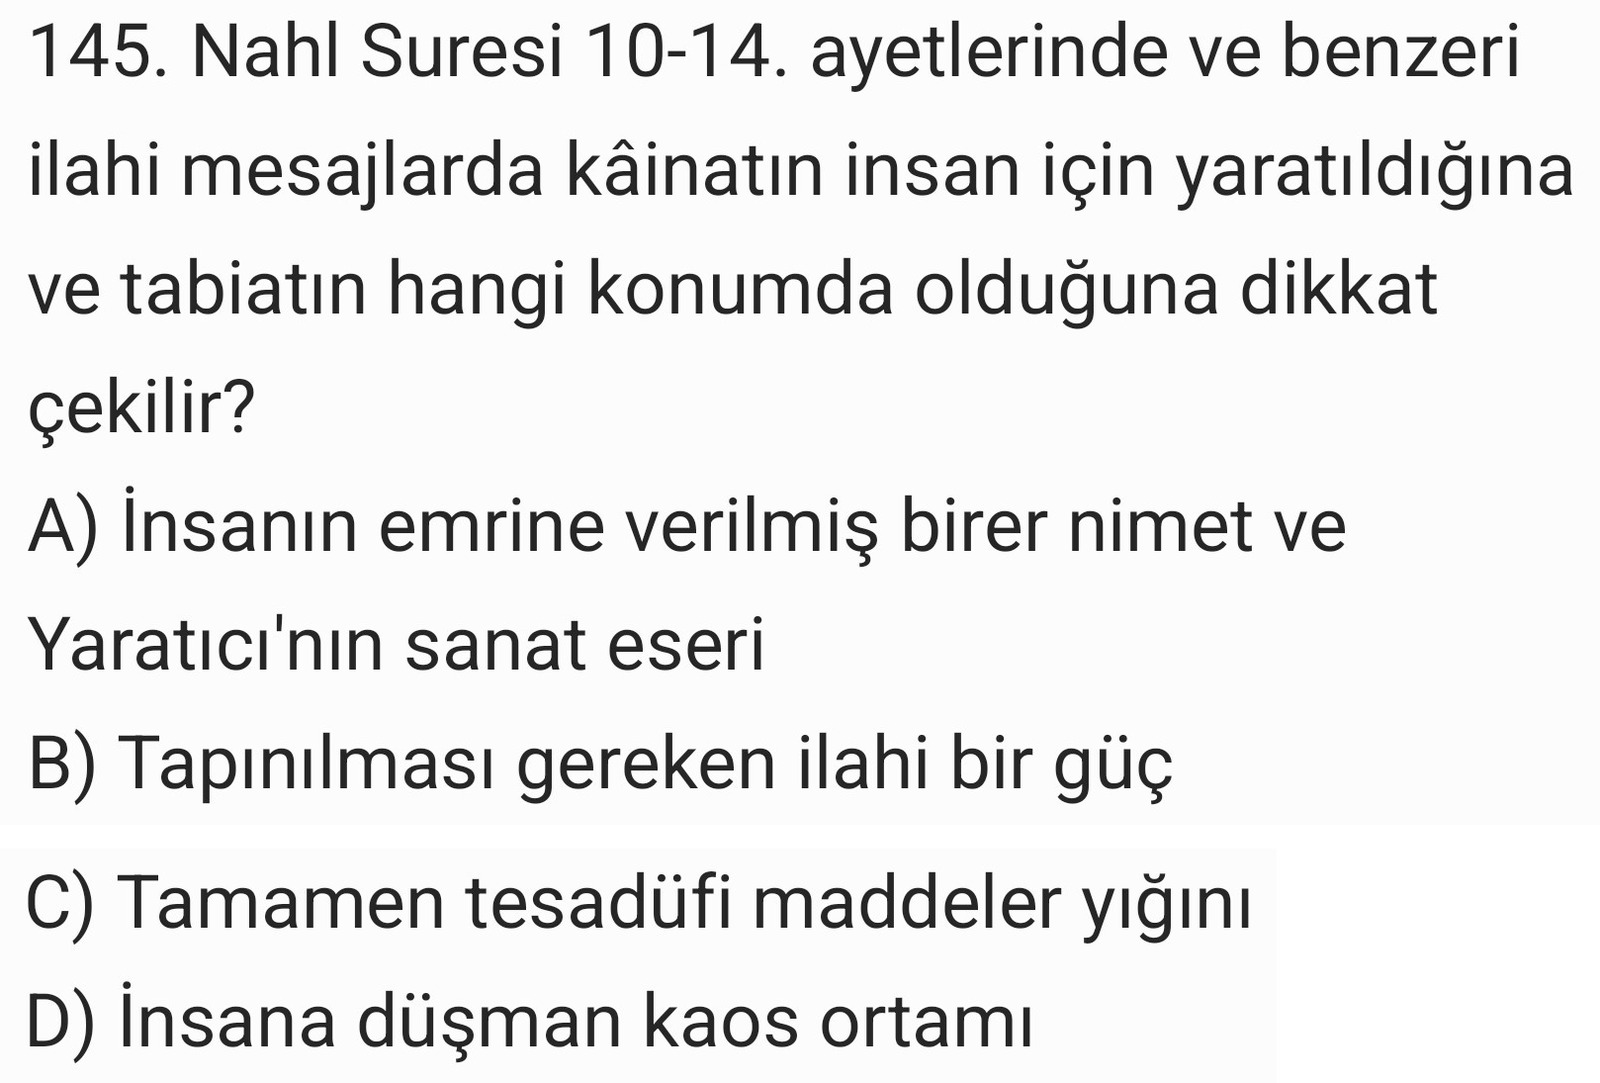 145. Nahl Suresi 10-14. ayetlerinde ve benzeri
ilahi mesajlarda kâinatın insan için yaratıldığına
ve tabiatın hangi konumda olduğuna dikkat
çekilir?
A) İnsanın emrine verilmiş birer nimet ve
Yaratıcı'nın sanat eseri
B) Tapınılması gereken ilahi bir güç
C) Tamamen tesadüfi maddeler yığını
D) İnsana düşman kaos ortamı